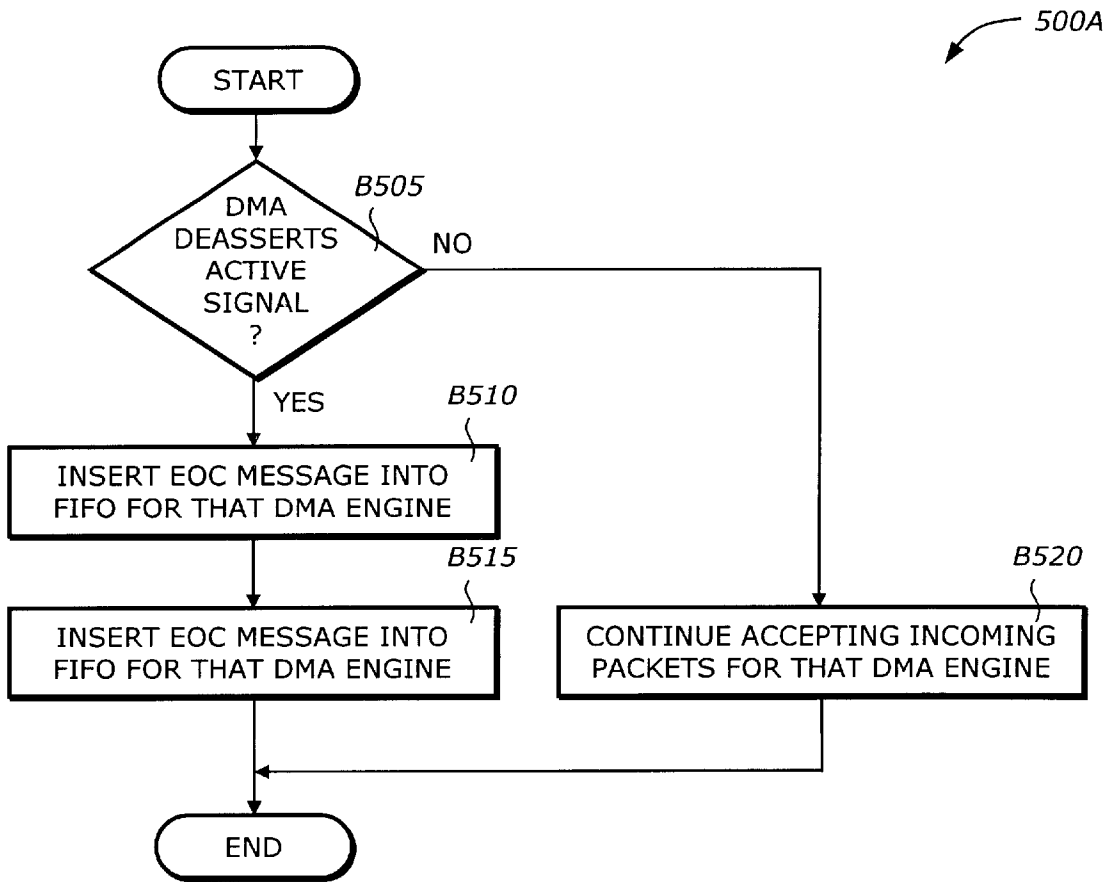 500A
START
B505
DMA
DEASSERTS
ACTIVE
SIGNAL
?
NO
YES
B510
INSERT EOC MESSAGE INTO
FIFO FOR THAT DMA ENGINE
B515
INSERT EOC MESSAGE INTO
FIFO FOR THAT DMA ENGINE
B520
CONTINUE ACCEPTING INCOMING
PACKETS FOR THAT DMA ENGINE
END